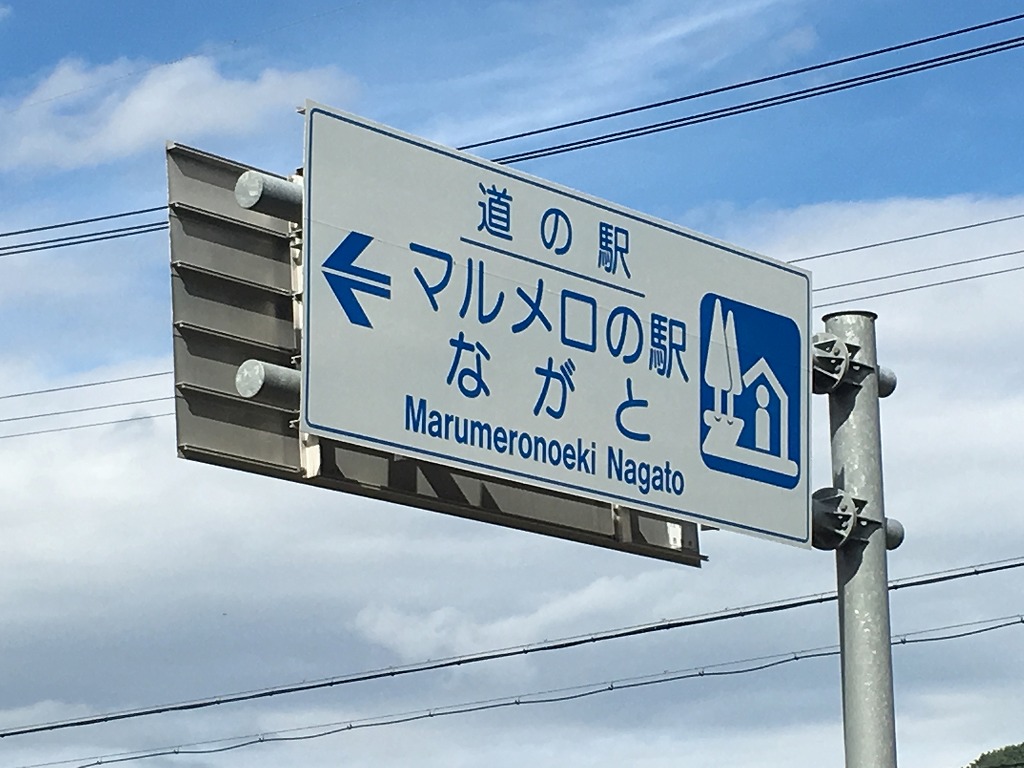 道の駅
マルメロの駅
ながと
Marumeronoeki Nagato